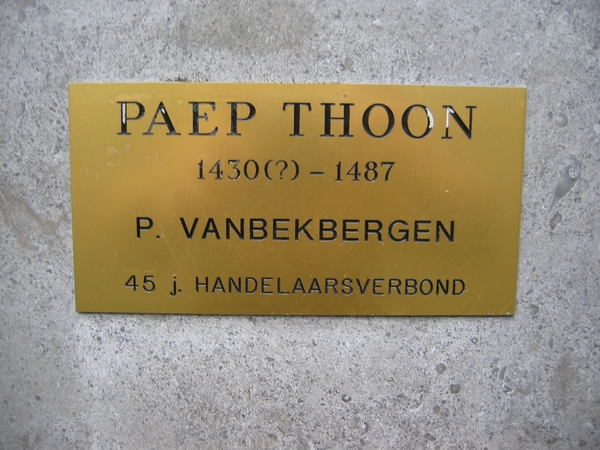 PAEP THOON
1430(?) – 1487
P. VANBEKBERGEN
45 j. HANDELAARSVERBOND